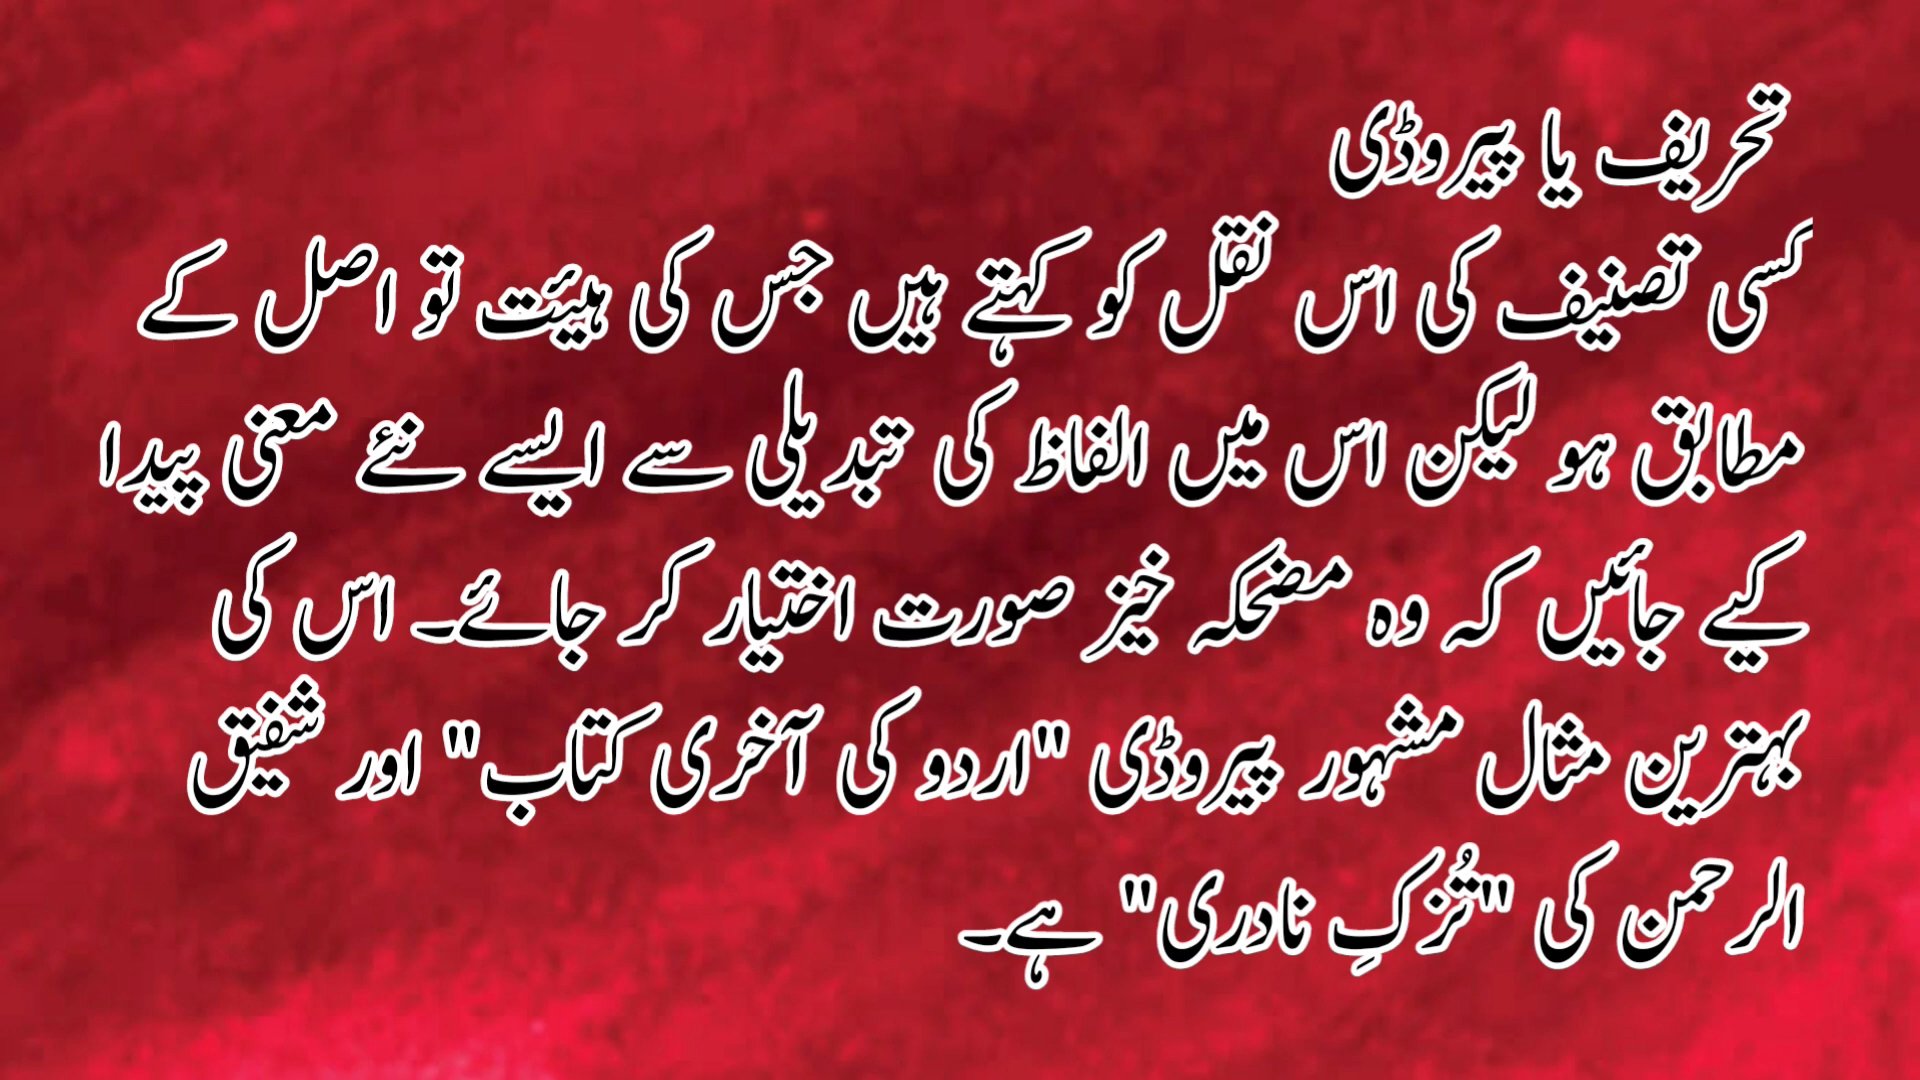 تحریف یا پیروڈی
کسی تصنیف کی اس نقل کو کہتے ہیں جس کی ہیئت تو اصل کے
مطابق ہو لیکن اس میں الفاظ کی تبدیلی سے ایسے نئے معنی پیدا
کیے جائیں کہ وہ مضحکہ خیز صورت اختیار کر جائے۔ اس کی
بہترین مثال مشہور پیروڈی "اردو کی آخری کتاب" اور شفیق
الرحمن کی "تُزکِ نادری" ہے۔